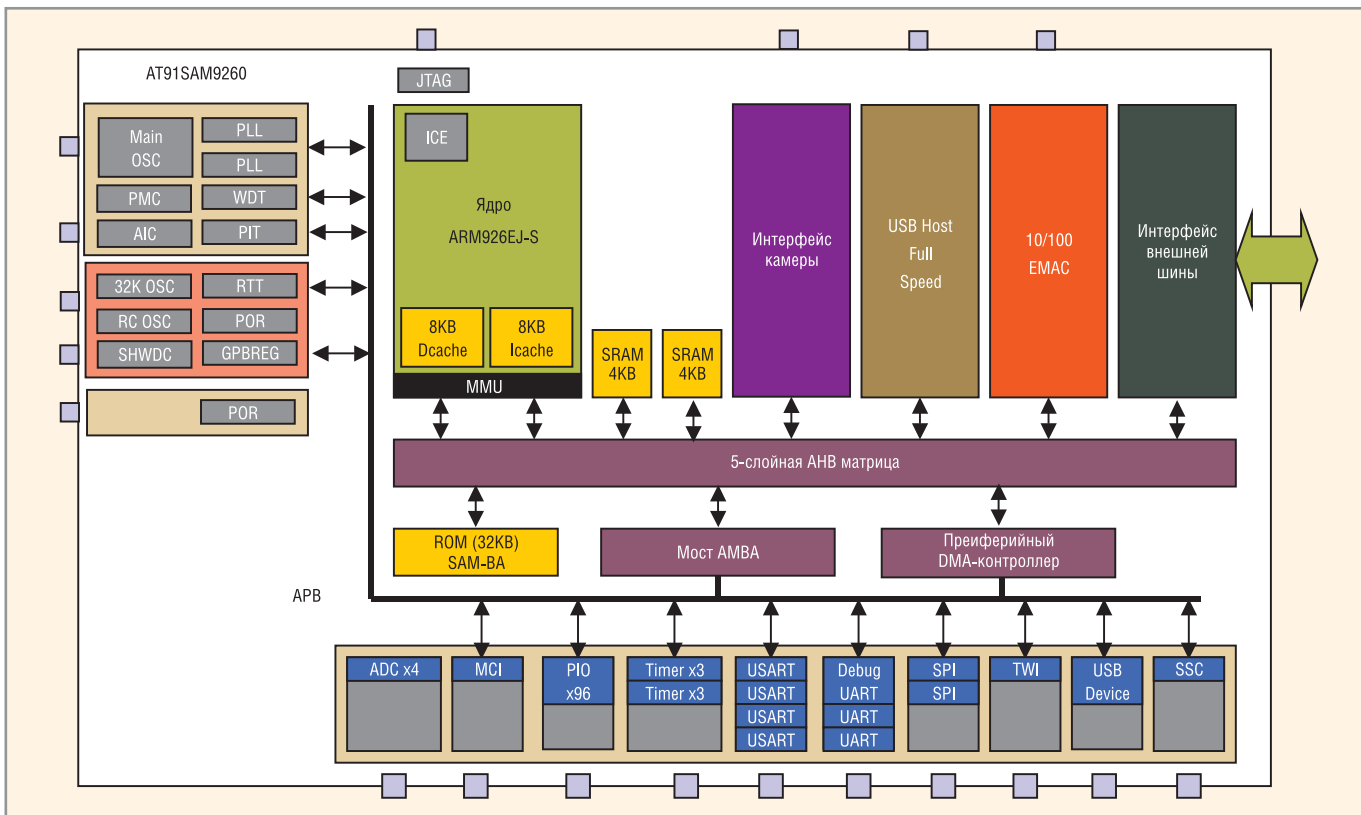 AT91SAM9260
JTAG
Main
OSC
PLL
PLL
PMC
WDT
AIC
PIT
32K OSC
RTT
RC OSC
POR
SHWDC
GPBREG
POR
ICE
Ядро
ARM926EJ-S
8KB
Dcache
8KB
Icache
MMU
SRAM
4KB
SRAM
4KB
Интерфейс
камеры
USB Host
Full
Speed
10/100
EMAC
Интерфейс
внешней
шины
5-слойная AHB матрица
ROM (32KB)
SAM-BA
Мост AMBA
Преиферийный
DMA-контроллер
APB
ADC x4
MCI
PIO
x96
Timer x3
Timer x3
USART
USART
USART
USART
Debug
UART
UART
UART
SPI
SPI
TWI
USB
Device
SSC